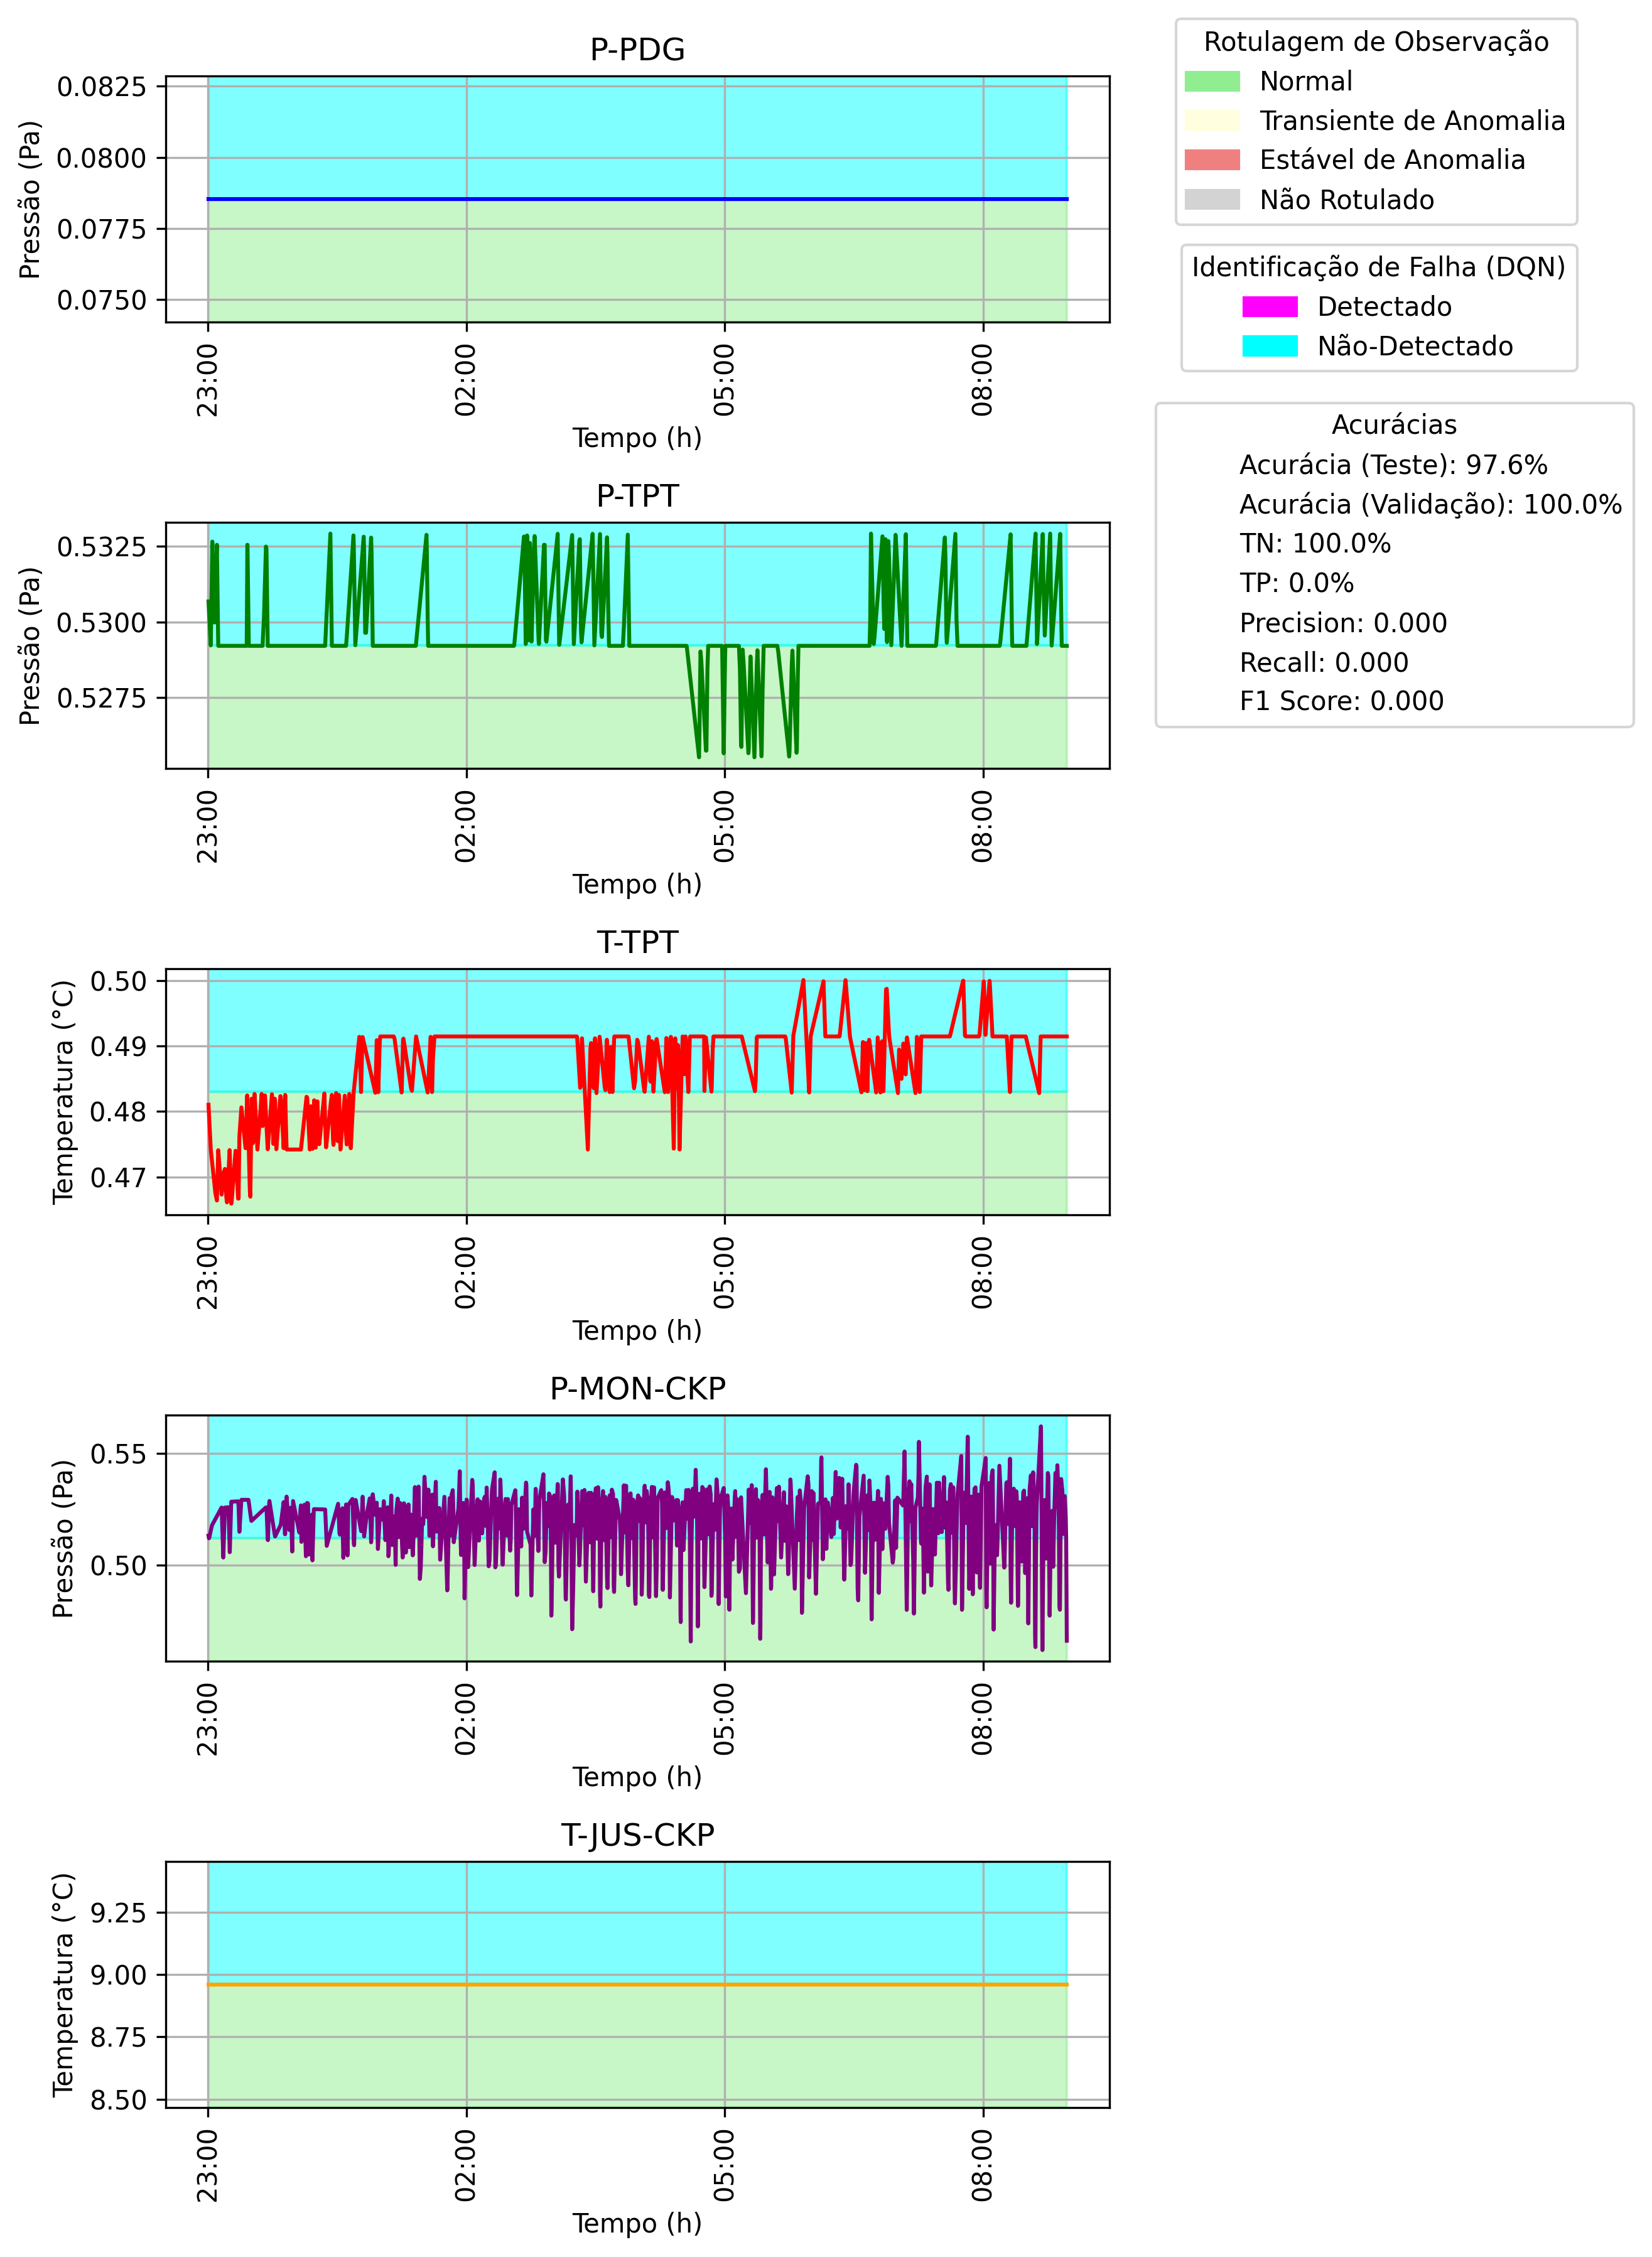 P-PDG
0.0825
0.0800
0.0775
0.0750
Pressão (Pa)
23:00
02:00
05:00
08:00
Tempo (h)
Rotulagem de Observação
Normal
Transiente de Anomalia
Estável de Anomalia
Não Rotulado
Identificação de Falha (DQN)
Detectado
Não-Detectado
Acurácias
Acurácia (Teste): 97.6%
Acurácia (Validação): 100.0%
TN: 100.0%
TP: 0.0%
Precision: 0.000
Recall: 0.000
F1 Score: 0.000
P-TPT
0.5325
0.5300
0.5275
Pressão (Pa)
23:00
02:00
05:00
08:00
Tempo (h)
T-TPT
0.50
0.49
0.48
0.47
Temperatura (°C)
23:00
02:00
05:00
08:00
Tempo (h)
P-MON-CKP
0.55
0.50
Pressão (Pa)
23:00
02:00
05:00
08:00
Tempo (h)
T-JUS-CKP
9.25
9.00
8.75
8.50
Temperatura (°C)
23:00
02:00
05:00
08:00
Tempo (h)